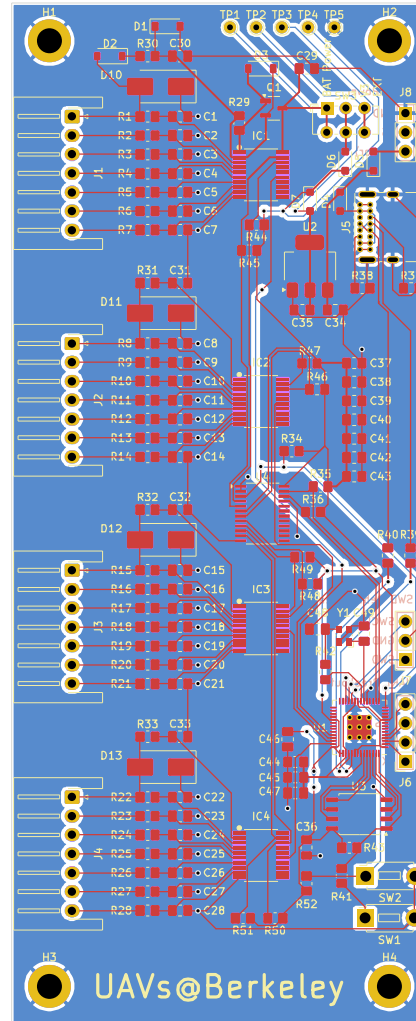 H1
H2
TP1 TP2 TP3 TP4 TP5
D1
D2
R30 C30
D10
C29
R29
IC1
J8
D6
R1 C1
R2 C2
R3 C3
R4 C4
R5 C5
R6 C6
R7 C7
J1
R44
R45
U2
J5
R31 C31
R38
D11
C35 C34
J2
R8 C8
R9 C9
R10 C10
R11 C11
R12 C12
R13 C13
R14 C14
IC2
R47
R46
C37
C38
C39
C40
C41
C42
C43
R34
R32 C32
R36
D12
R40
R49
R48
J3
R15 C15
R16 C16
R17 C17
R18 C18
R19 C19
R20 C20
R21 C21
IC3
Y1
R33 C33
C46
C44
C45
C47
D13
J6
J4
R22 C22
R23 C23
R24 C24
R25 C25
R26 C26
R27 C27
R28 C28
IC4
C36
R41
R52
SW2
R51 R50
SW1
H3
H4
UAVs@Berkeley